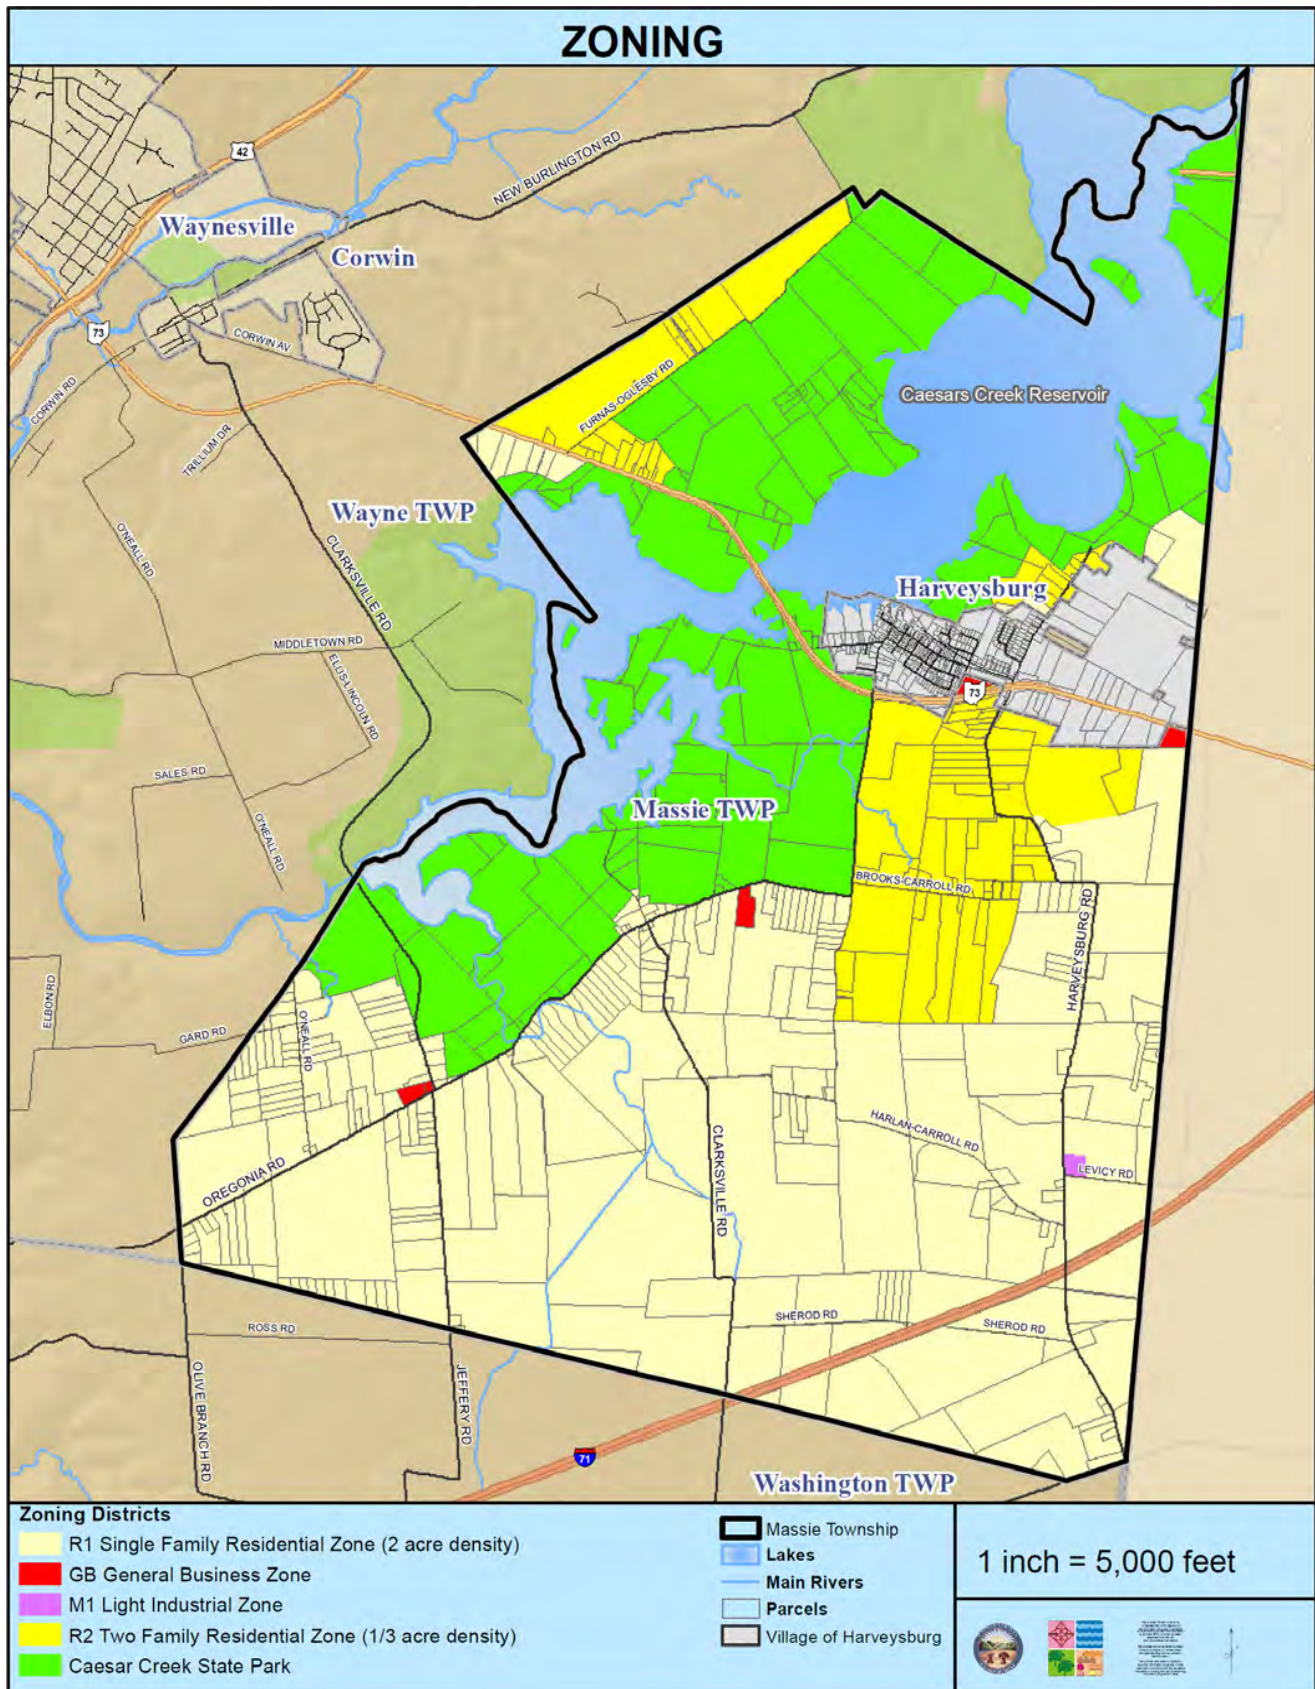 ZONING
42
NEW BURLINGTON RD
Waynesville
Corwin
73
CORWIN AV
CORWIN RD
FURNAS-OGLESBY RD
Caesars Creek Reservoir
TRILLIUM DR
Wayne TWP
O'NEALL RD
CLARKSVILLE RD
Harveysburg
MIDDLETOWN RD
ELLIS-LINCOLN RD
73
SALES RD
Massie TWP
O'NEALL RD
BROOKS-CARROLL RD
HARVEYSBURG RD
ELBON RD
GARD RD
O'NEALL RD
HARLAN-CARROLL RD
CLARKSVILLE RD
OREGONIA RD
LEVICY RD
SHEROD RD
SHEROD RD
ROSS RD
OLIVE BRANCH RD
JEFFERY RD
71
Washington TWP
Zoning Districts
R1 Single Family Residential Zone (2 acre density)
GB General Business Zone
M1 Light Industrial Zone
R2 Two Family Residential Zone (1/3 acre density)
Caesar Creek State Park
Massie Township
Lakes
Main Rivers
Parcels
Village of Harveysburg
1 inch = 5,000 feet